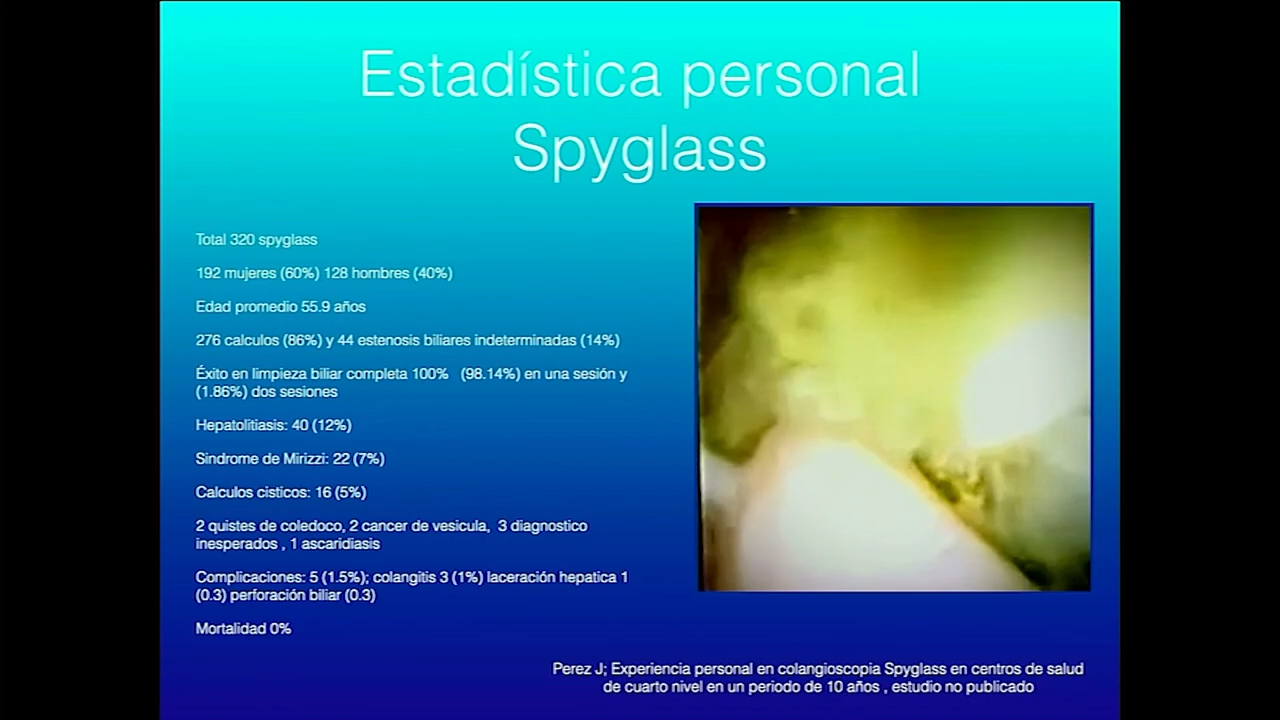 Estadística personal
Spyglass
Total 320 spyglass
192 mujeres (60%) 128 hombres (40%)
Edad promedio 55.9 años
276 calculos (86%) y 44 estenosis biliares indeterminadas (14%)
Éxito en limpieza biliar completa 100% (98.14%) en una sesión y
(1.86%) dos sesiones
Hepatolitiasis: 40 (12%)
Sindrome de Mirizzi: 22 (7%)
Calculos cisticos: 16 (5%)
2 quistes de coledoco, 2 cancer de vesicula, 3 diagnostico
inesperados , 1 ascaridiasis
Complicaciones: 5 (1.5%); colangitis 3 (1%) laceración hepatica 1
(0.3) perforación biliar (0.3)
Mortalidad 0%
Perez J; Experiencia personal en colangioscopia Spyglass en centros de salud
de cuarto nivel en un periodo de 10 años , estudio no publicado